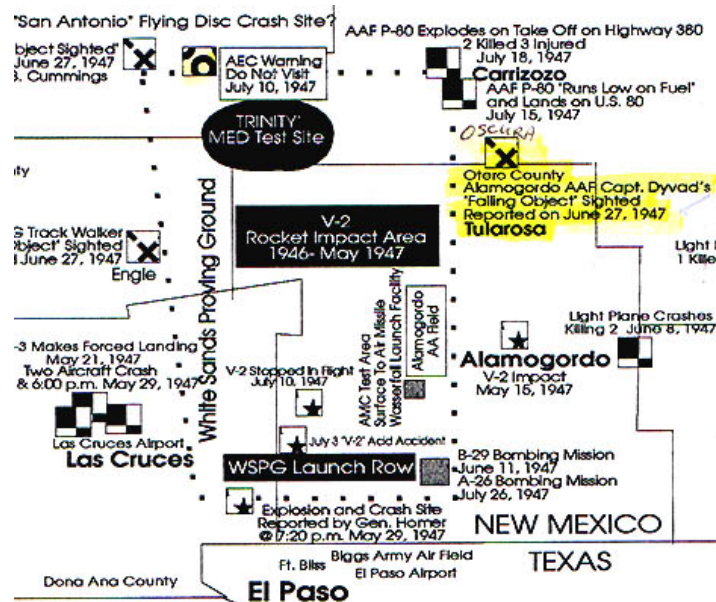 "San Antonio" Flying Disc Crash Site?
AAF P-80 Explodes on Take Off on Highway 380
2 Killed 3 Injured
July 18, 1947
Carrizozo
AAF P-80 "Runs Low on Fuel"
and Lands on U.S. 80
July 15, 1947
bject Sighted"
June 27, 1947
B. Cummings
AEC Warning
Do Not Visit
July 10, 1947
TRINITY'
MED Test Site
OSCURA
Otero County
Alamogordo AAF Capt. Dyvad's
'Falling Object' Sighted
Reported on June 27, 1947
Tularosa
nty
G Track Walker
Object' Sighted
June 27, 1947
Engle
White Sands Proving Ground
V-2
Rocket Impact Area
1946- May 1947
Light
1 Kille
Light Plane Crashes
Killing 2 June 8, 1947
AMC Test Area
Surface To Air Missile
Wasserfall Launch Facility
Alamogordo
AA Field
Alamogordo
V-2 Impact
May 15, 1947
-3 Makes Forced Landing
May 21, 1947
Two Aircraft Crash
& 6:00 p.m. May 29, 1947
Las Cruces Airport
Las Cruces
V-2 Stopped In Flight
July 10, 1947
July 3 "V-2" Acid Accident
WSPG Launch Row
B-29 Bombing Mission
June 11, 1947
A-26 Bombing Mission
July 26, 1947
Explosion and Crash Site
Reported by Gen. Homer
@ 7:20 p.m. May 29, 1947
NEW MEXICO
TEXAS
Dona Ana County
Ft. Bliss
Biggs Army Air Field
El Paso Airport
El Paso